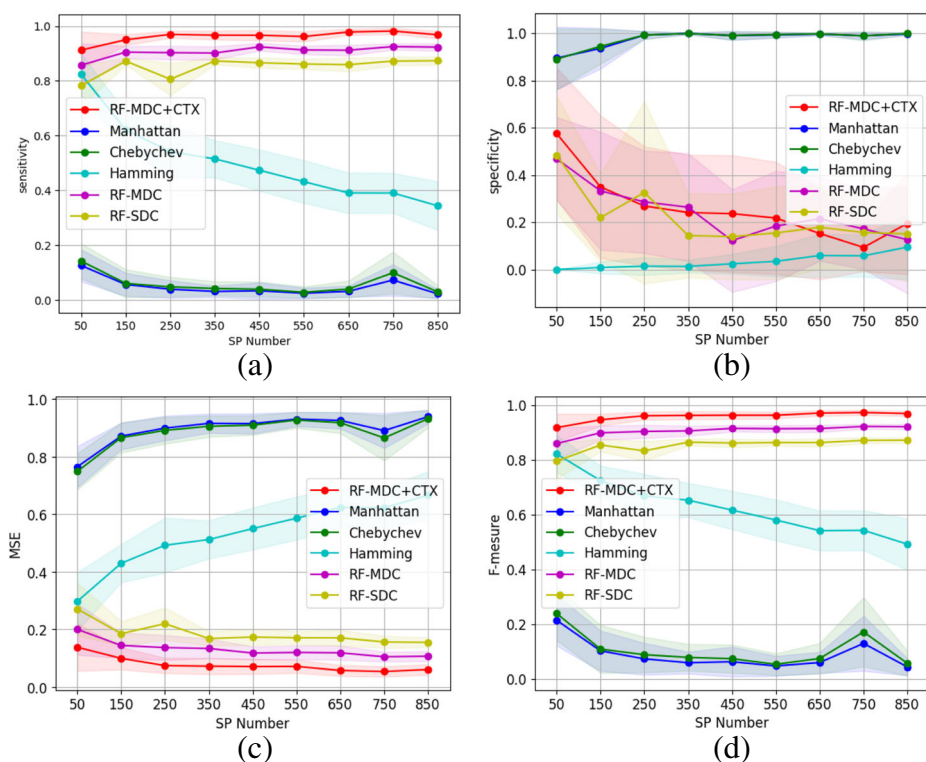 1.0
0.8
0.6
0.4
0.2
0.0
sensitivity
RF-MDC+CTX
Manhattan
Chebychev
Hamming
RF-MDC
RF-SDC
50 150 250 350 450 550 650 750 850
SP Number
(a)
1.0
0.8
0.6
0.4
0.2
0.0
specificity
RF-MDC+CTX
Manhattan
Chebychev
Hamming
RF-MDC
RF-SDC
50 150 250 350 450 550 650 750 850
SP Number
(b)
1.0
0.8
0.6
0.4
0.2
0.0
MSE
RF-MDC+CTX
Manhattan
Chebychev
Hamming
RF-MDC
RF-SDC
50 150 250 350 450 550 650 750 850
SP Number
(c)
1.0
0.8
0.6
0.4
0.2
0.0
F-mesure
RF-MDC+CTX
Manhattan
Chebychev
Hamming
RF-MDC
RF-SDC
50 150 250 350 450 550 650 750 850
SP Number
(d)